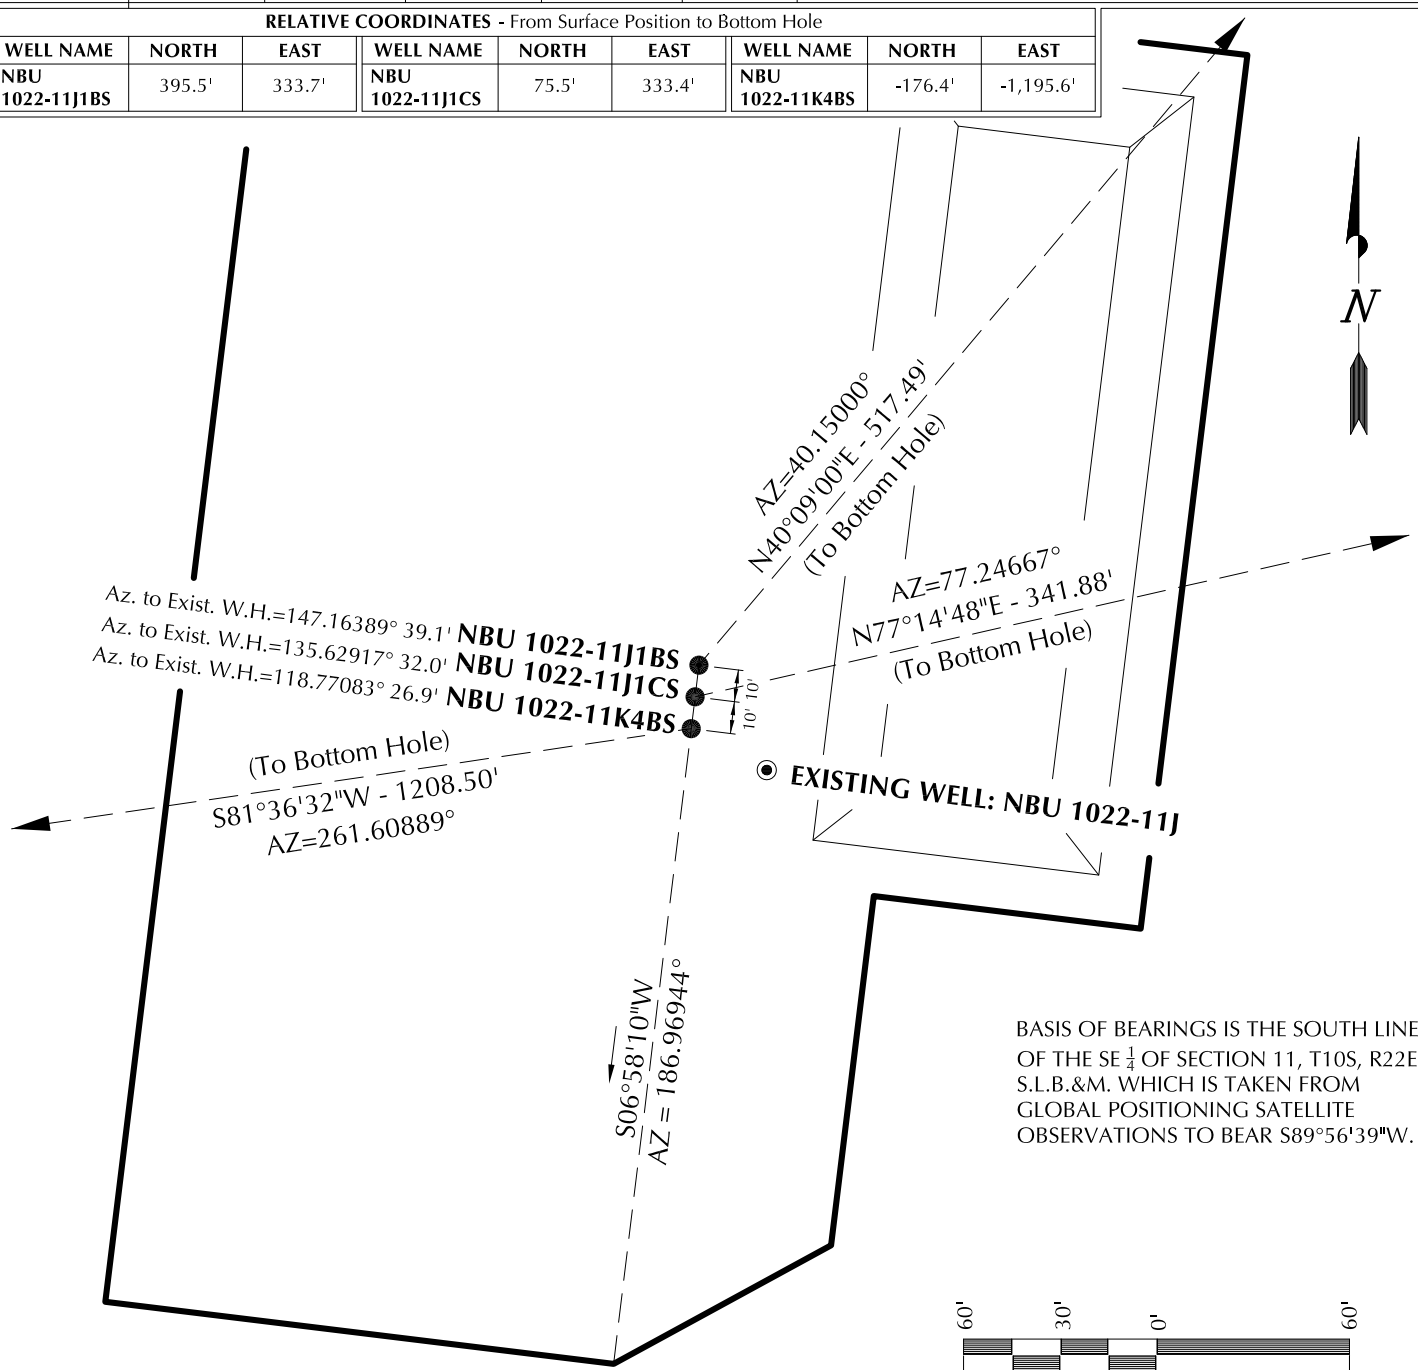 RELATIVE COORDINATES - From Surface Position to Bottom Hole
WELL NAME NORTH EAST WELL NAME NORTH EAST WELL NAME NORTH EAST
NBU 1022-11J1BS 395.5' 333.7' NBU 1022-11J1CS 75.5' 333.4' NBU 1022-11K4BS -176.4' -1,195.6'
N
AZ=40.15000°
N40°09'00"E - 517.49'
(To Bottom Hole)
AZ=77.24667°
N77°14'48"E - 341.88'
(To Bottom Hole)
Az. to Exist. W.H.=147.16389° 39.1' NBU 1022-11J1BS
Az. to Exist. W.H.=135.62917° 32.0' NBU 1022-11J1CS
Az. to Exist. W.H.=118.77083° 26.9' NBU 1022-11K4BS
10'
10'
(To Bottom Hole)
S81°36'32"W - 1208.50'
AZ=261.60889°
EXISTING WELL: NBU 1022-11J
S06°58'10"W
AZ = 186.96944°
BASIS OF BEARINGS IS THE SOUTH LINE
OF THE SE 1/4 OF SECTION 11, T10S, R22E
S.L.B.&M. WHICH IS TAKEN FROM
GLOBAL POSITIONING SATELLITE
OBSERVATIONS TO BEAR S89°56'39"W.
60' 30' 0' 60'